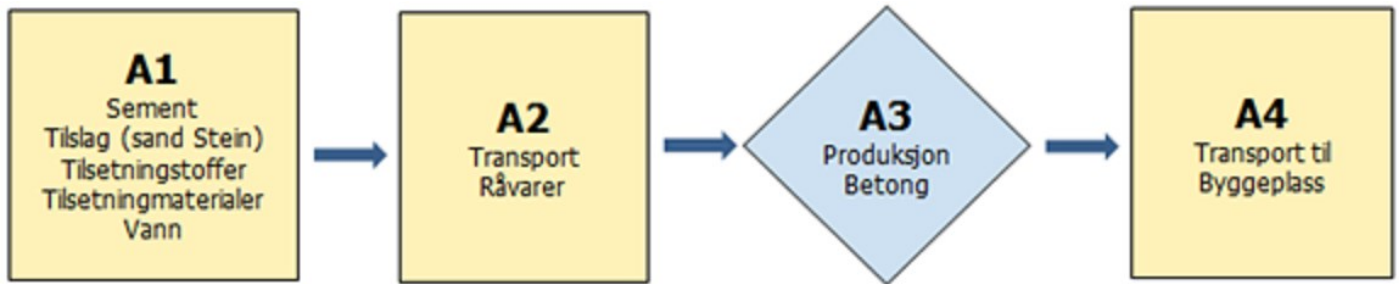 A1
Sement
Tilslag (sand Stein)
Tilsetningstoffer
Tilsetningmaterialer
Vann
A2
Transport
Råvarer
A3
Produksjon
Betong
A4
Transport til
Byggeplass